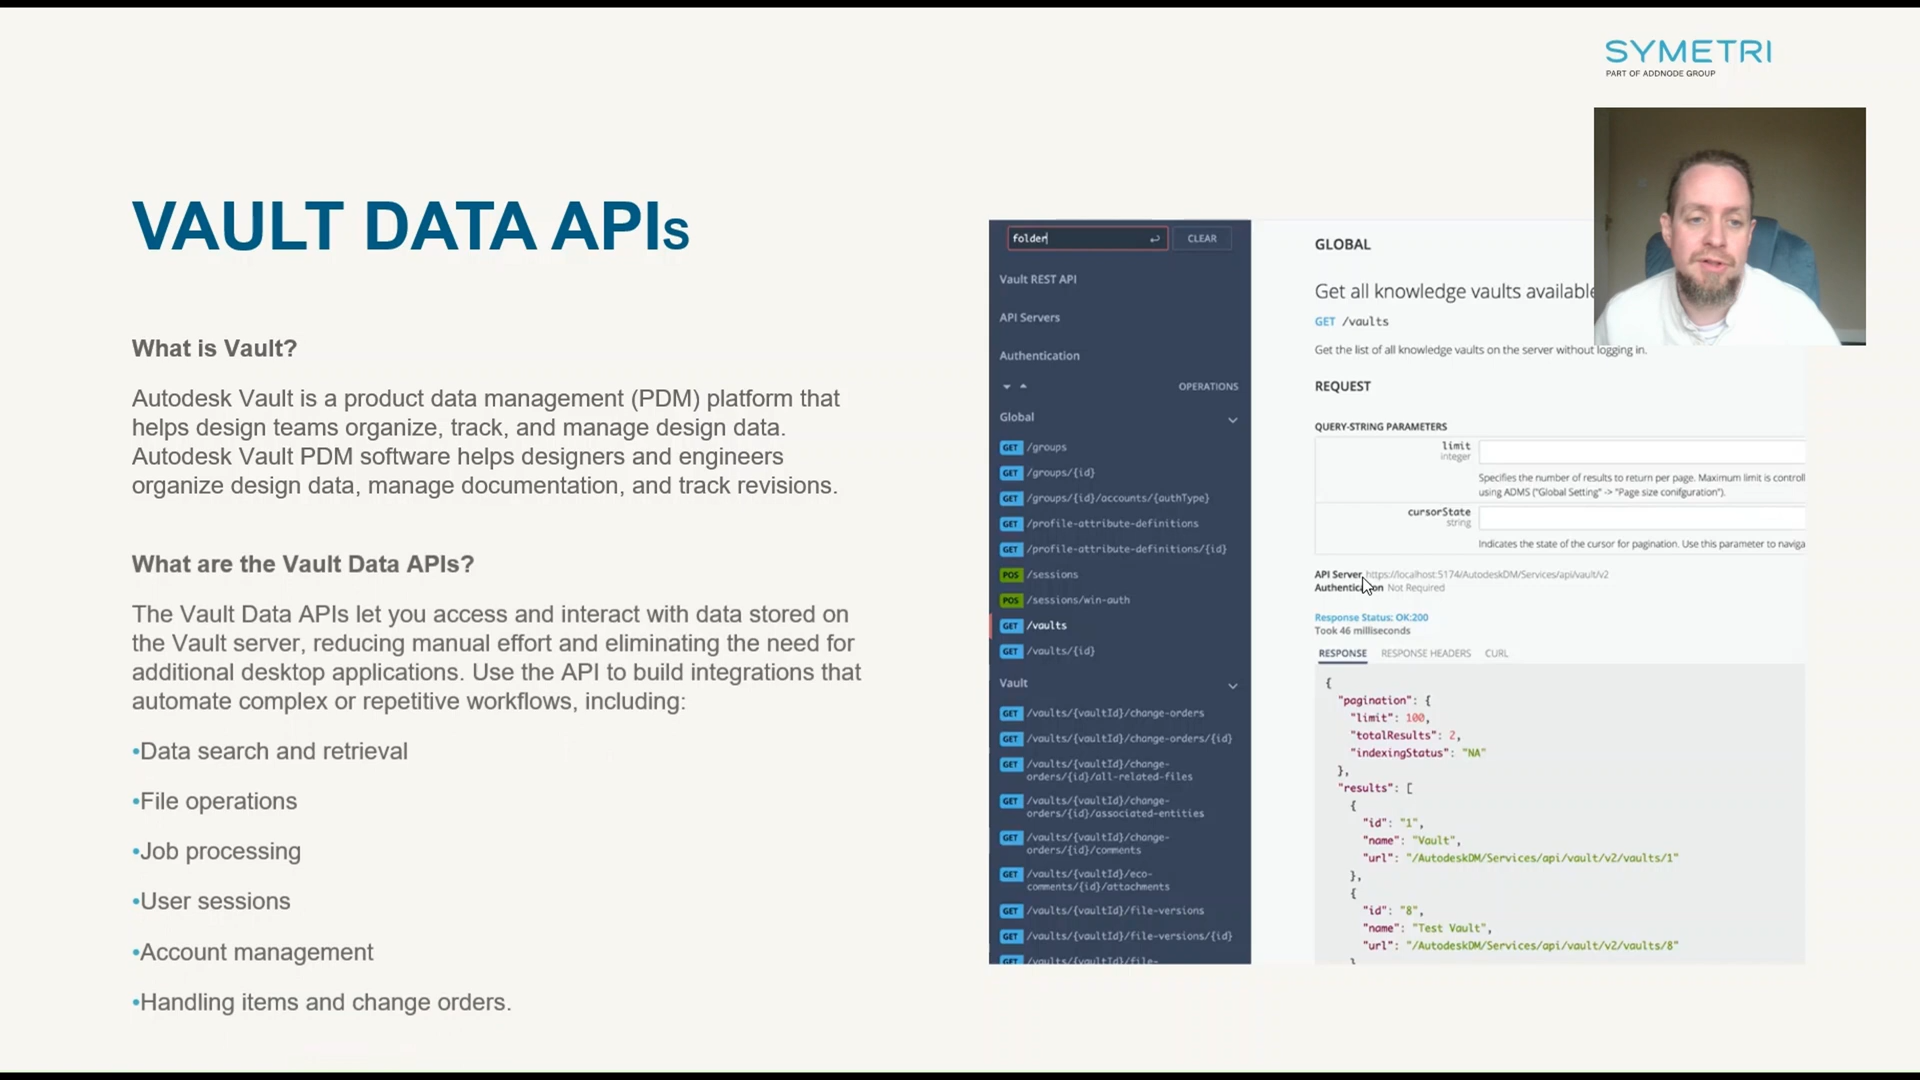 SYMETRI
PART OF ADDNODE GROUP
VAULT DATA APIs
What is Vault?
Autodesk Vault is a product data management (PDM) platform that
helps design teams organize, track, and manage design data.
Autodesk Vault PDM software helps designers and engineers
organize design data, manage documentation, and track revisions.
What are the Vault Data APIs?
The Vault Data APIs let you access and interact with data stored on
the Vault server, reducing manual effort and eliminating the need for
additional desktop applications. Use the API to build integrations that
automate complex or repetitive workflows, including:
•Data search and retrieval
•File operations
•Job processing
•User sessions
•Account management
•Handling items and change orders.
folder
CLEAR
Vault REST API
API Servers
Authentication
OPERATIONS
Global
GET /groups
GET /groups/{id}
GET /groups/{id}/accounts/{authType}
GET /profile-attribute-definitions
GET /profile-attribute-definitions/{id}
POS /sessions
POS /sessions/win-auth
GET /vaults
GET /vaults/{id}
Vault
GET /vaults/{vaultId}/change-orders
GET /vaults/{vaultId}/change-orders/{id}
GET /vaults/{vaultId}/change-
orders/{id}/all-related-files
GET /vaults/{vaultId}/change-
orders/{id}/associated-entities
GET /vaults/{vaultId}/change-
orders/{id}/comments
GET /vaults/{vaultId}/eco-
comments/{id}/attachments
GET /vaults/{vaultId}/file-versions
GET /vaults/{vaultId}/file-versions/{id}
GET /vaults/{vaultId}/file-
GLOBAL
Get all knowledge vaults available
GET /vaults
Get the list of all knowledge vaults on the server without logging in.
REQUEST
QUERY-STRING PARAMETERS
limit
integer
Specifies the number of results to return per page. Maximum limit is controll
using ADMS ("Global Setting" -> "Page size configuration").
cursorState
string
Indicates the state of the cursor for pagination. Use this parameter to naviga
API Server https://localhost:5174/AutodeskDM/Services/api/vault/v2
Authentication Not Required
Response Status: OK:200
Took 46 milliseconds
RESPONSE RESPONSE HEADERS CURL
{
"pagination": {
"limit": 100,
"totalResults": 2,
"indexingStatus": "NA"
},
"results": [
{
"id": "1",
"name": "Vault",
"url": "/AutodeskDM/Services/api/vault/v2/vaults/1"
},
{
"id": "8",
"name": "Test Vault",
"url": "/AutodeskDM/Services/api/vault/v2/vaults/8"
}